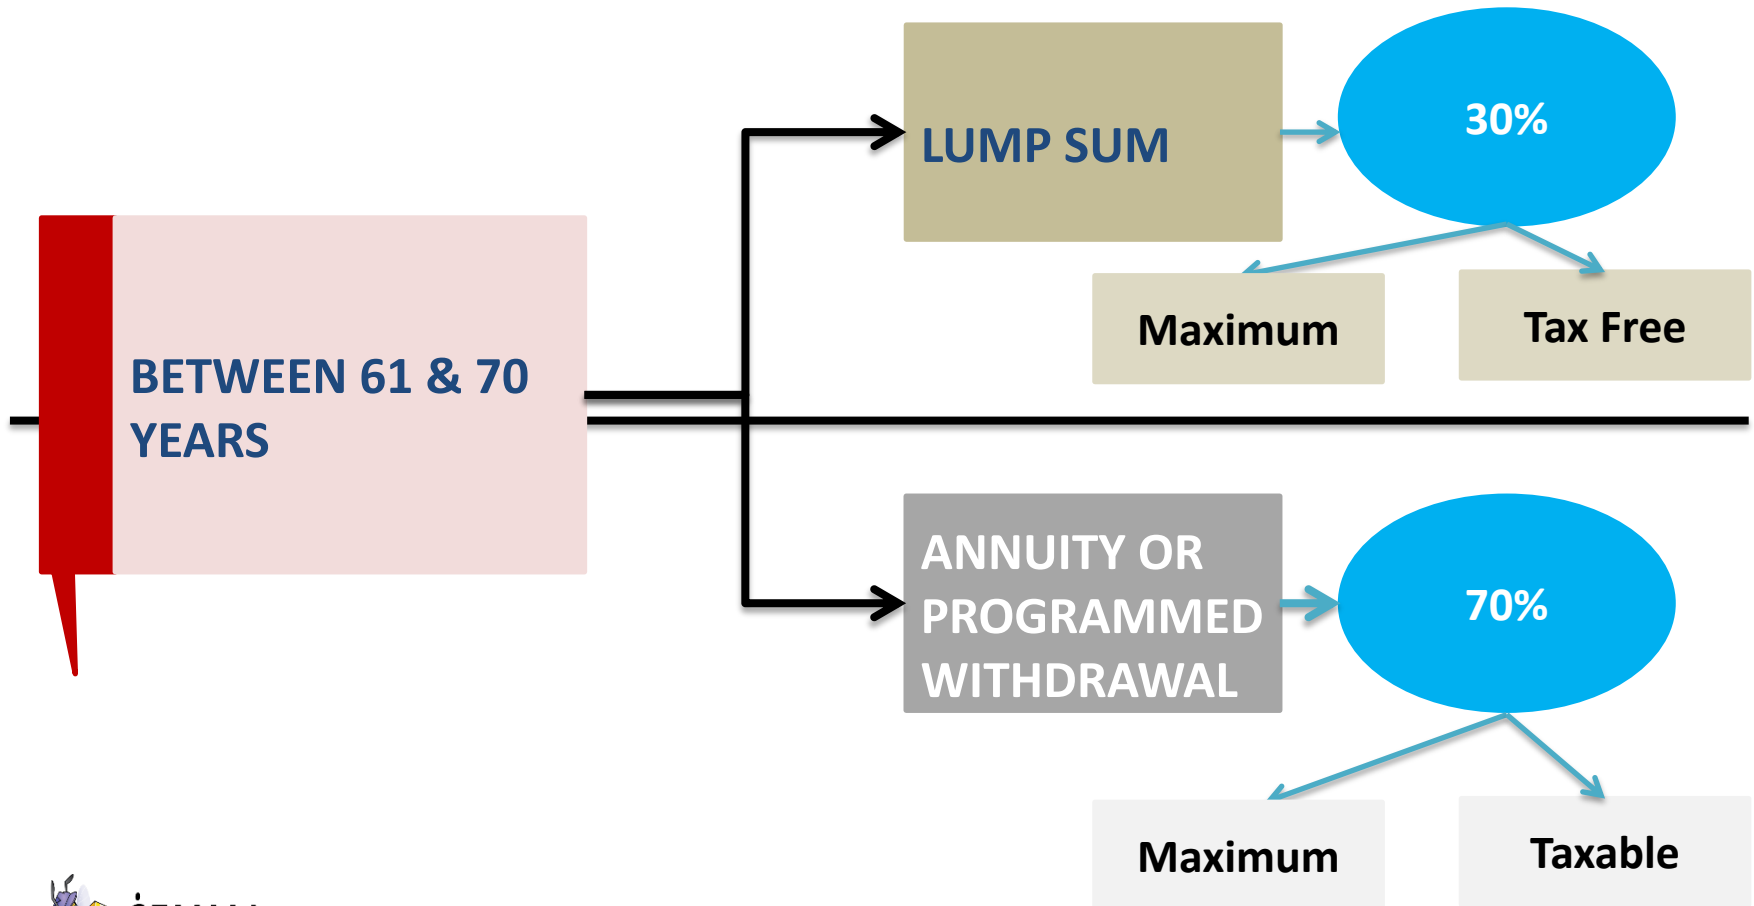 LUMP SUM
30%
Maximum
Tax Free
BETWEEN 61 & 70
YEARS
ANNUITY OR
PROGRAMMED
WITHDRAWAL
70%
Maximum
Taxable